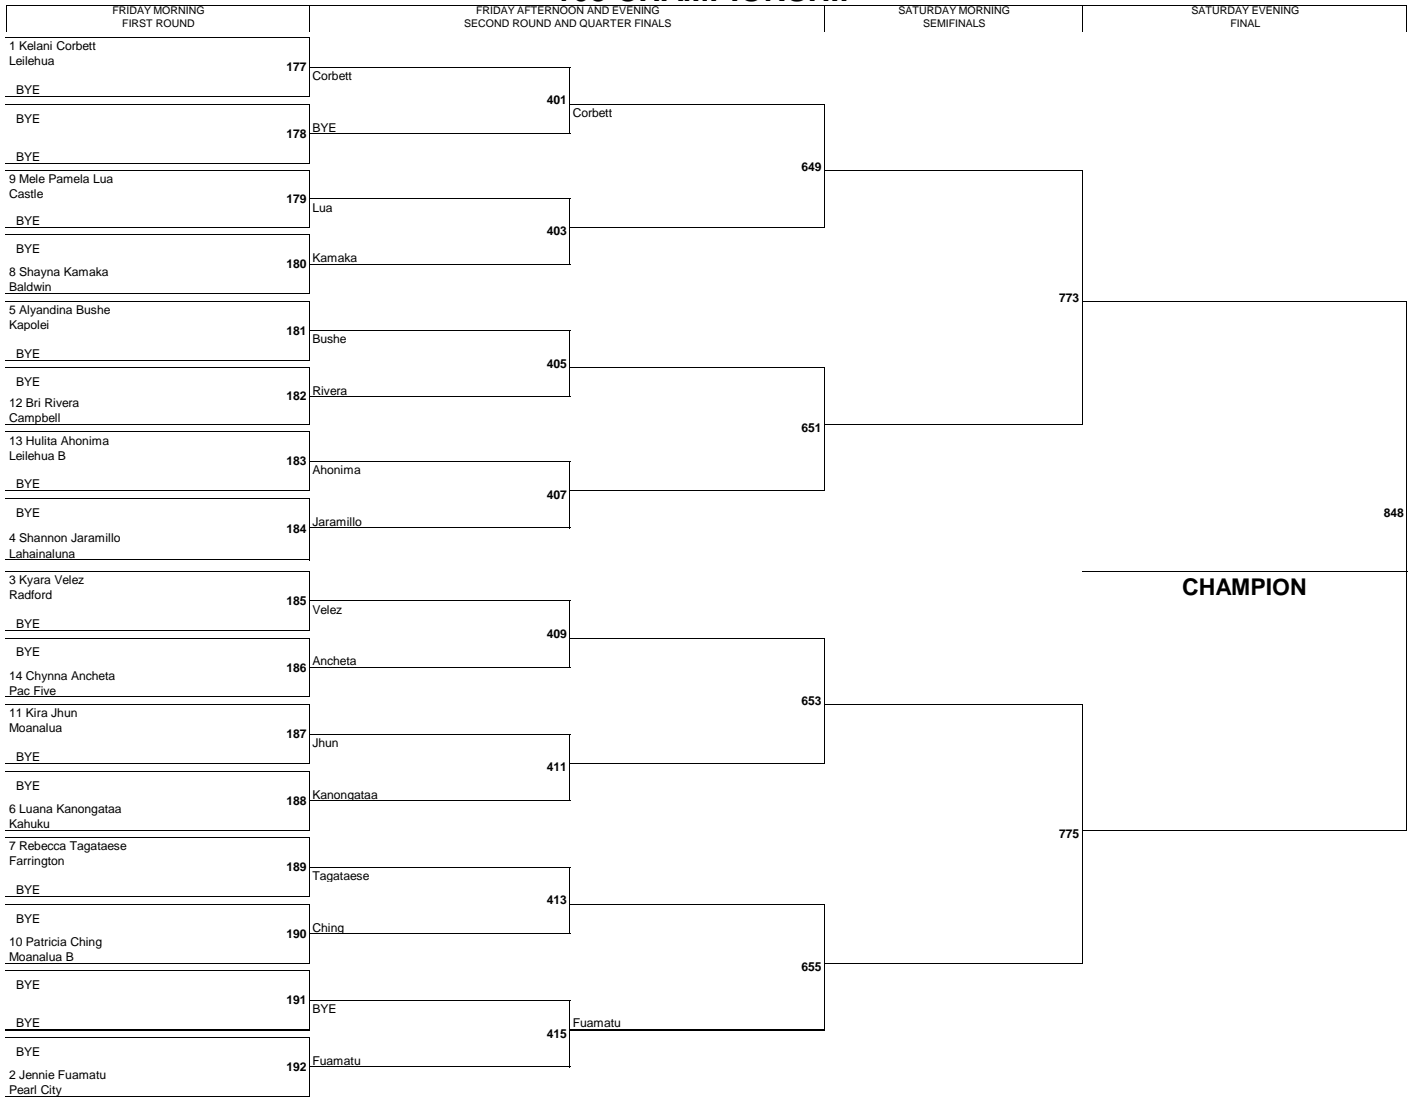 FRIDAY MORNING
FIRST ROUND
FRIDAY AFTERNOON AND EVENING
SECOND ROUND AND QUARTER FINALS
SATURDAY MORNING
SEMIFINALS
SATURDAY EVENING
FINAL
1 Kelani Corbett
Leilehua
177
BYE
Corbett
401
Corbett
BYE
178
BYE
BYE
649
9 Mele Pamela Lua
Castle
179
BYE
Lua
403
BYE
180
Kamaka
8 Shayna Kamaka
Baldwin
773
5 Alyandina Bushe
Kapolei
181
BYE
Bushe
405
BYE
182
Rivera
12 Bri Rivera
Campbell
651
13 Hulita Ahonima
Leilehua B
183
BYE
Ahonima
407
BYE
184
Jaramillo
4 Shannon Jaramillo
Lahainaluna
848
CHAMPION
3 Kyara Velez
Radford
185
BYE
Velez
409
BYE
186
Ancheta
14 Chynna Ancheta
Pac Five
653
11 Kira Jhun
Moanalua
187
BYE
Jhun
411
BYE
188
Kanongataa
6 Luana Kanongataa
Kahuku
775
7 Rebecca Tagataese
Farrington
189
BYE
Tagataese
413
BYE
190
Ching
10 Patricia Ching
Moanalua B
655
BYE
191
BYE
BYE
415
Fuamatu
BYE
192
Fuamatu
2 Jennie Fuamatu
Pearl City